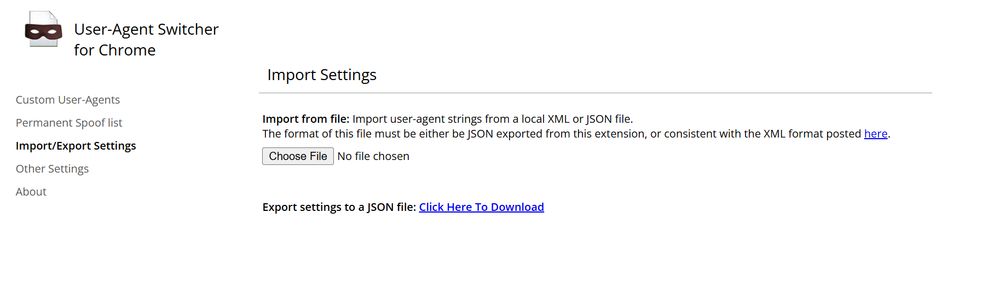 User-Agent Switcher
for Chrome
Import Settings
Custom User-Agents
Permanent Spoof list
Import/Export Settings
Other Settings
About
Import from file: Import user-agent strings from a local XML or JSON file.
The format of this file must be either be JSON exported from this extension, or consistent with the XML format posted here.
Choose File No file chosen
Export settings to a JSON file: Click Here To Download